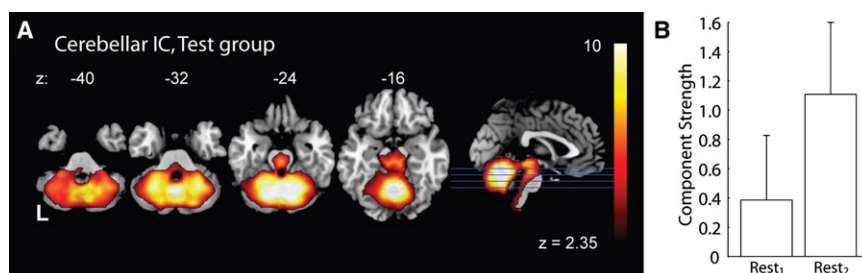 A
Cerebellar IC, Test group
z: -40 -32 -24 -16
10
L
z = 2.35
B
Component Strength
1.6
1.4
1.2
1.0
0.8
0.6
0.4
0.2
0
Rest₁ Rest₂